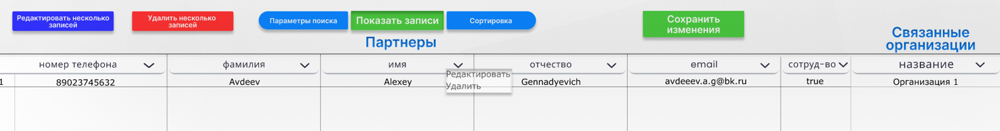 Редактировать несколько
записей
Удалить несколько
записей
Параметры поиска
Показать записи
Сортировка
Сохранить
изменения
Партнеры
Связанные
организации
номер телефона
фамилия
имя
отчество
email
сотруд-во
название
1
89023745632
Avdeev
Alexey
Gennadyevich
avdeeev.a.g@bk.ru
true
Организация 1
Редактировать
Удалить